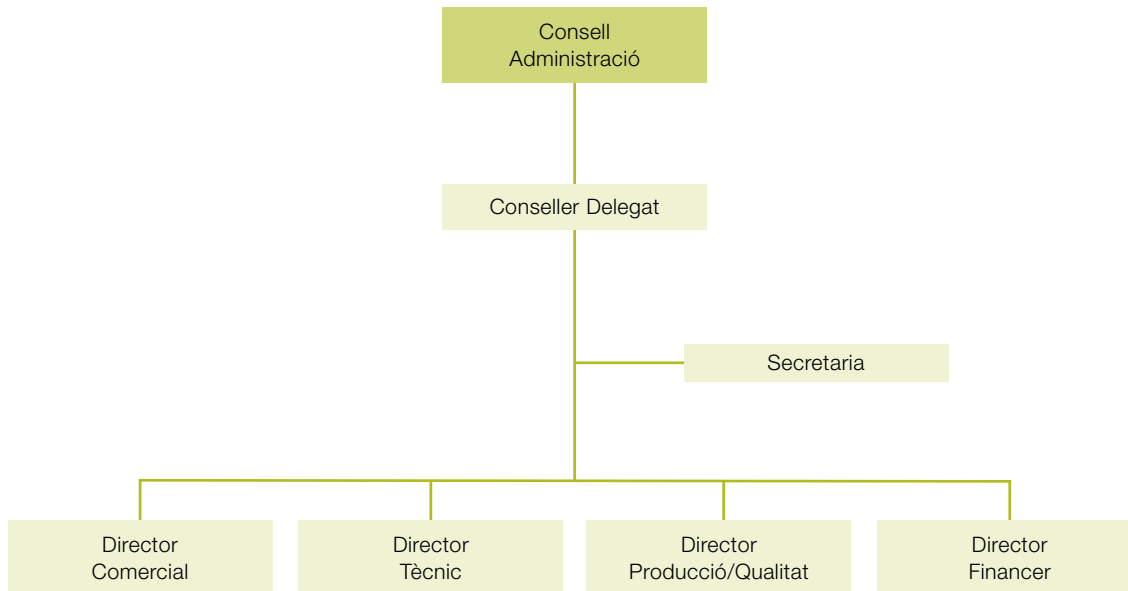 Consell
Administració
Conseller Delegat
Secretaria
Director
Comercial
Director
Tècnic
Director
Producció/Qualitat
Director
Financer